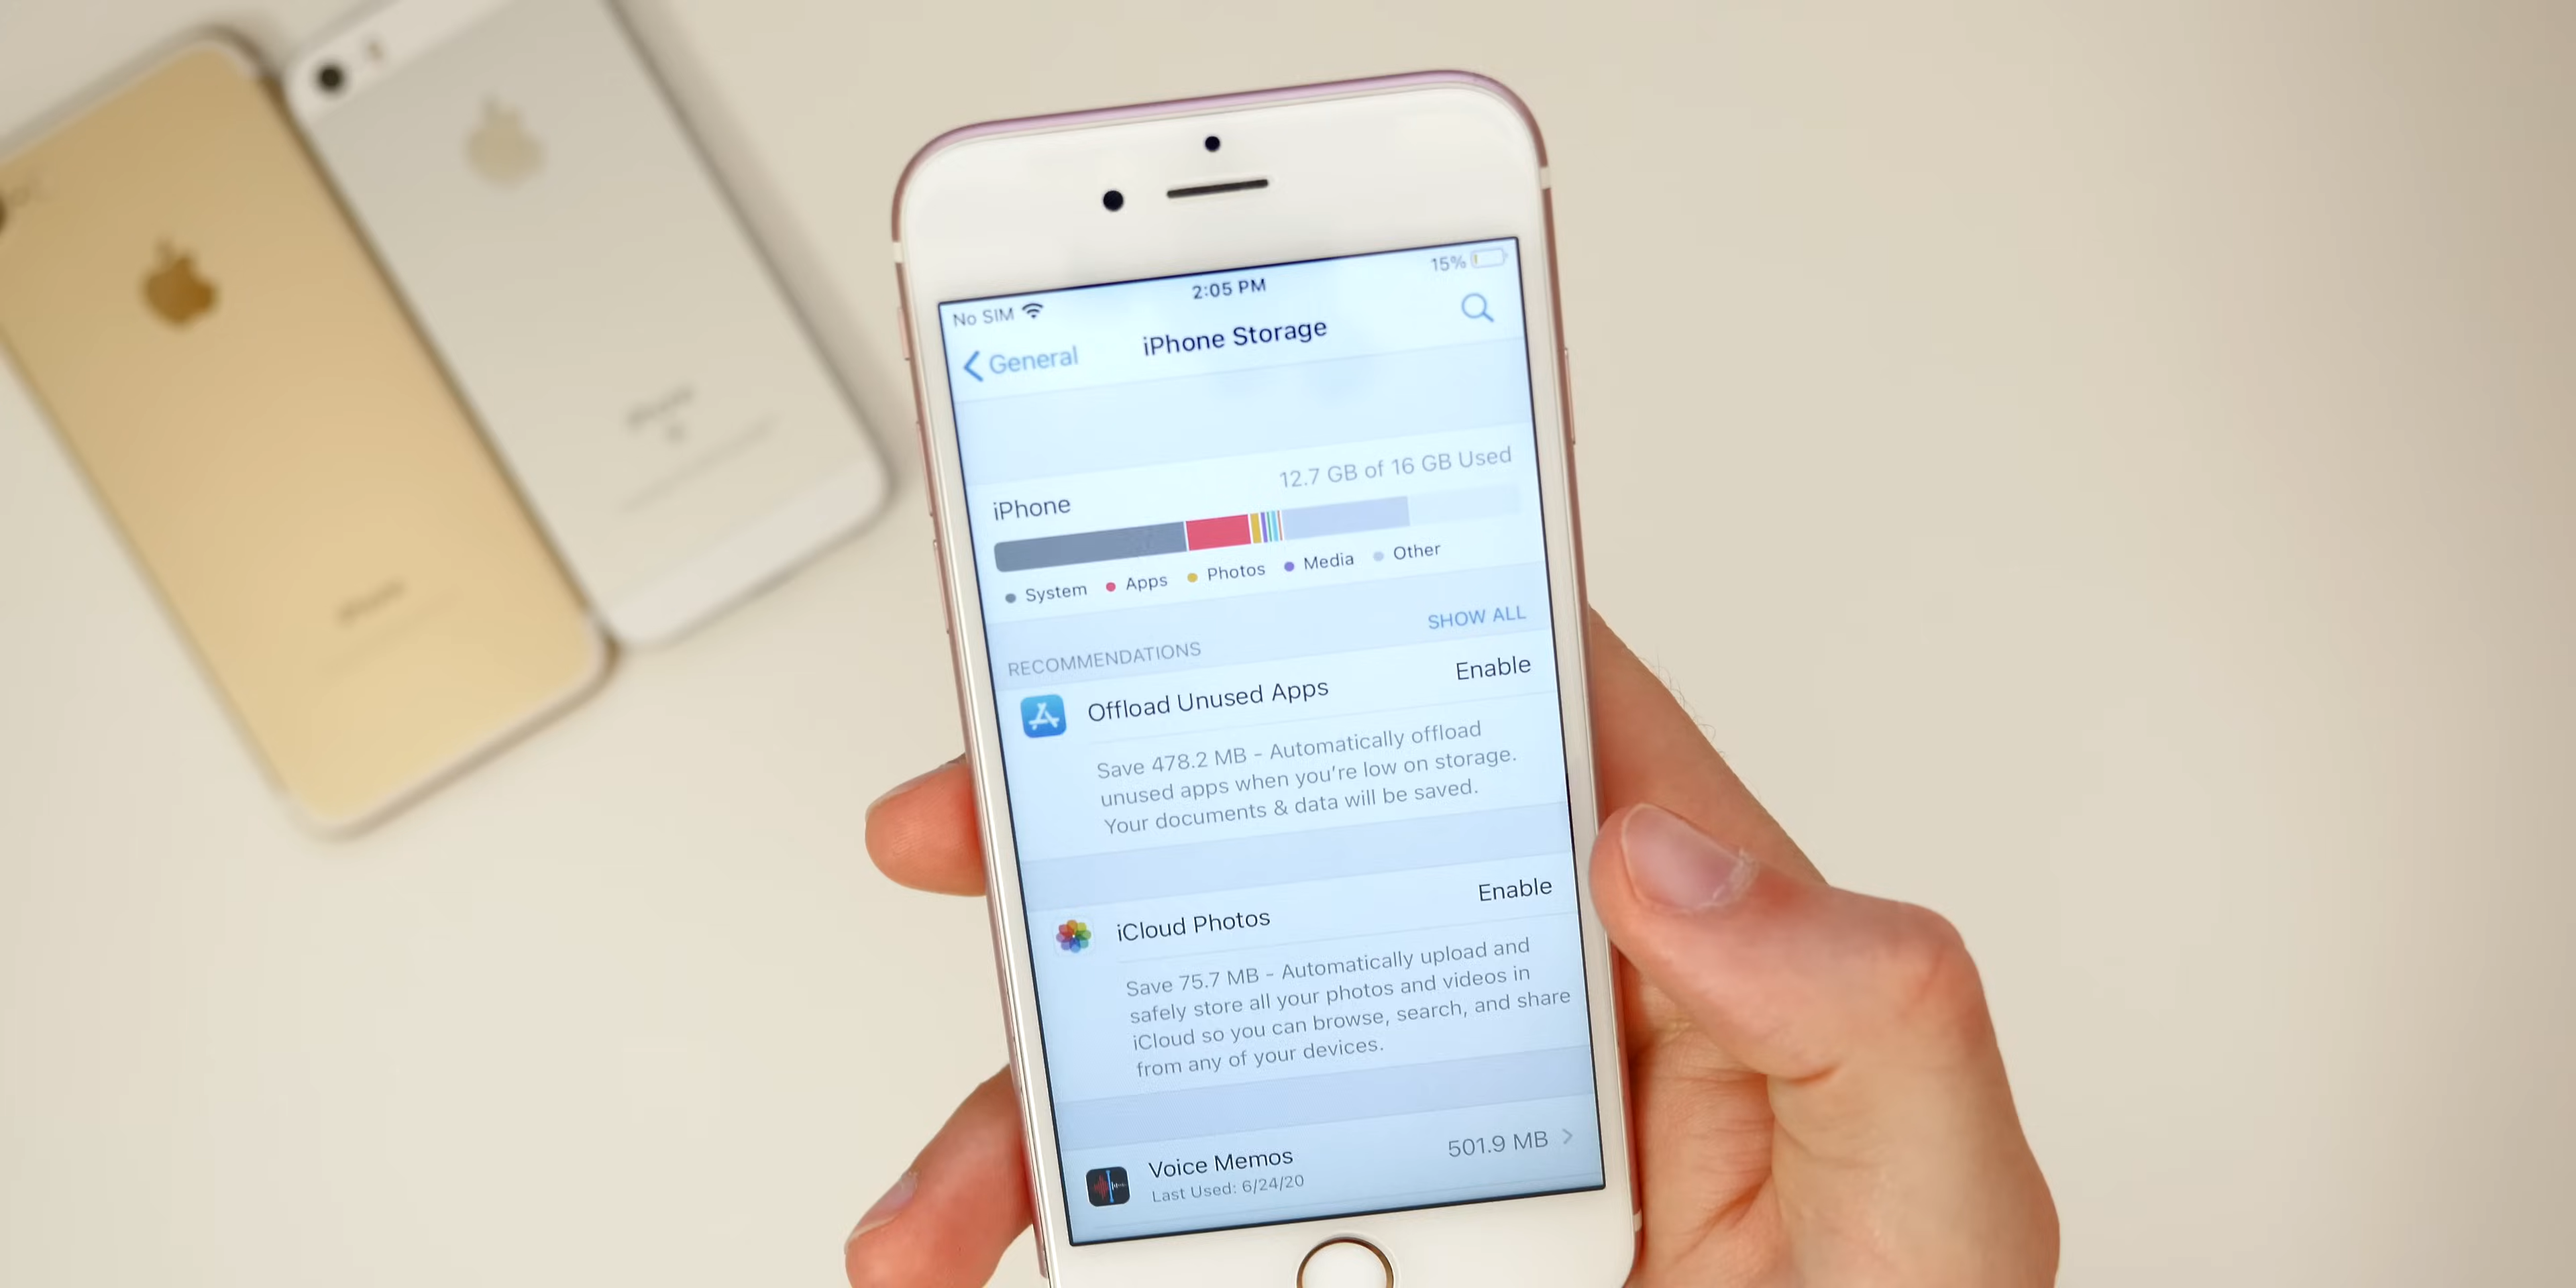 No SIM 2:05 PM 15%
General iPhone Storage
iPhone 12.7 GB of 16 GB Used
System Apps Photos Media Other
RECOMMENDATIONS SHOW ALL
Offload Unused Apps Enable
Save 478.2 MB – Automatically offload
unused apps when you’re low on storage.
Your documents & data will be saved.
iCloud Photos Enable
Save 75.7 MB – Automatically upload and
safely store all your photos and videos in
iCloud so you can browse, search, and share
from any of your devices.
Voice Memos 501.9 MB
Last Used: 6/24/20